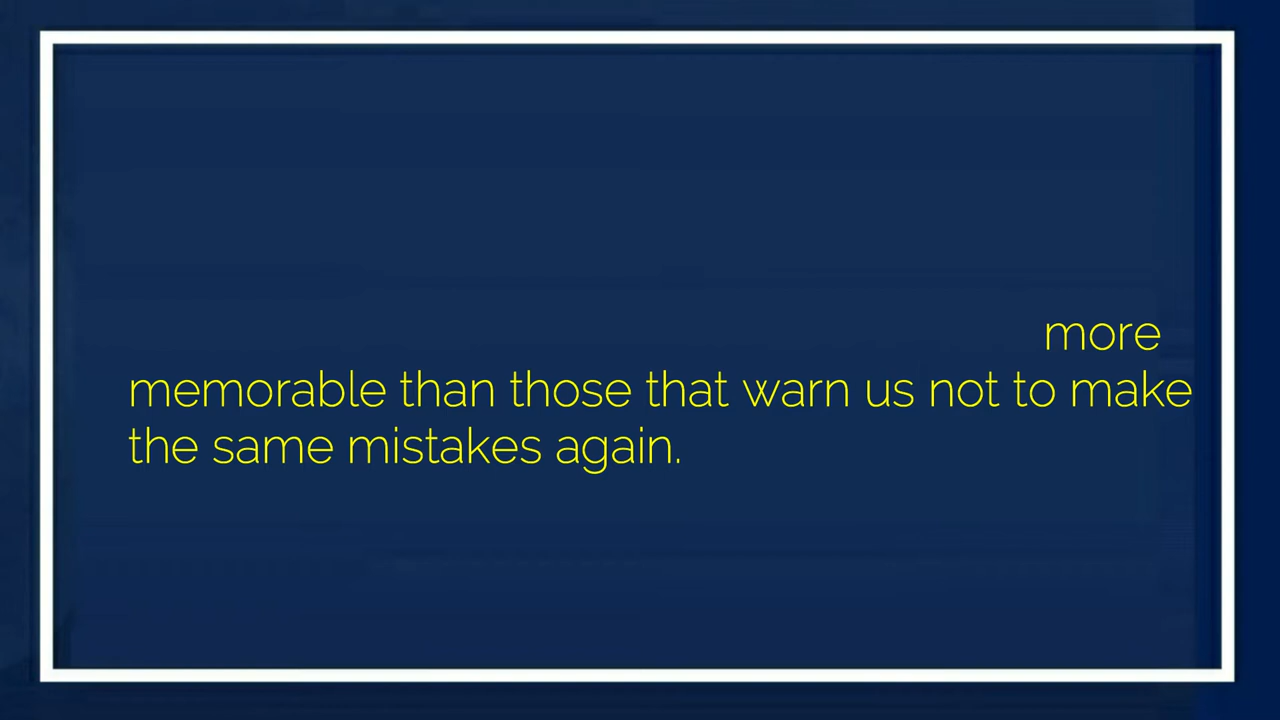 more
memorable than those that warn us not to make
the same mistakes again.